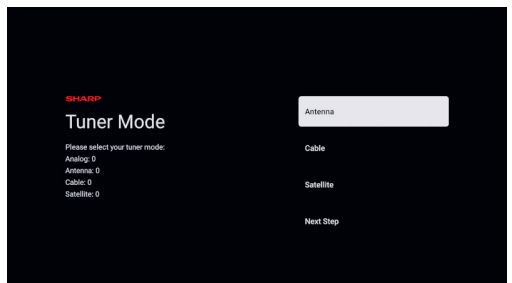 SHARP
Tuner Mode
Please select your tuner mode:
Analog: 0
Antenna: 0
Cable: 0
Satellite: 0
Antenna
Cable
Satellite
Next Step